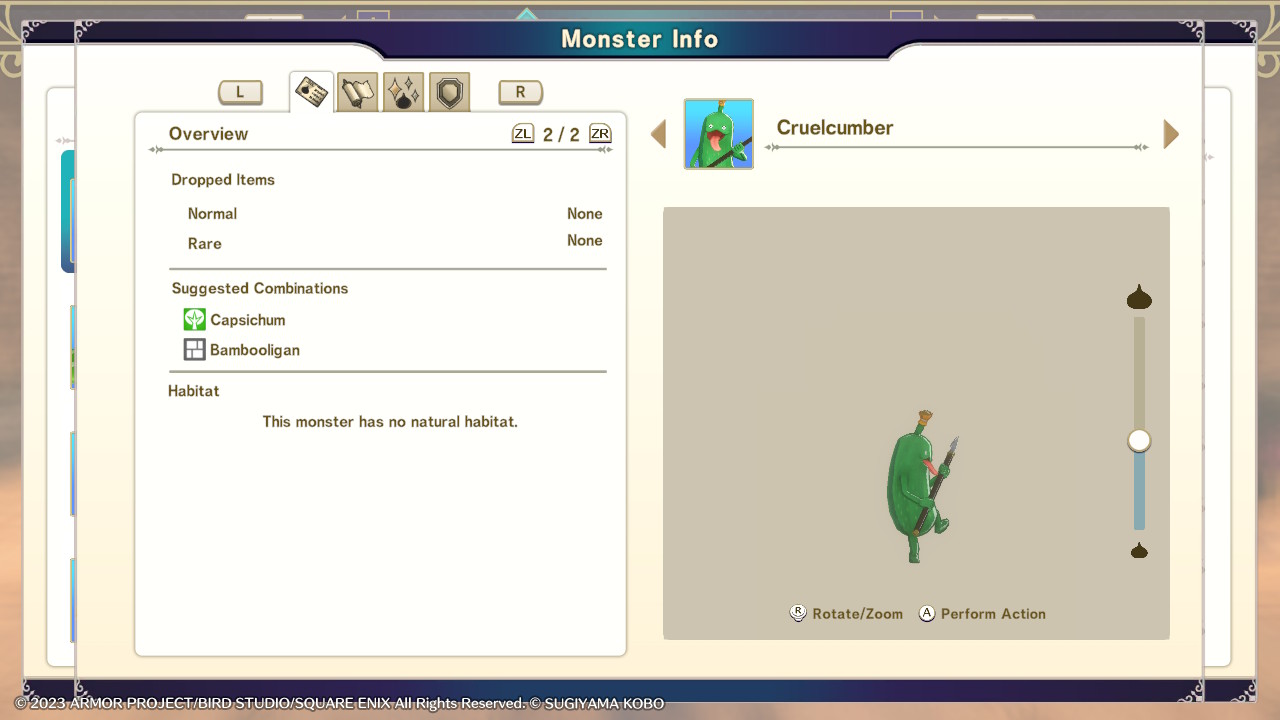 Monster Info
L
R
Overview
ZL 2 / 2 ZR
Dropped Items
Normal None
Rare None
Suggested Combinations
Capsichum
Bambooligan
Habitat
This monster has no natural habitat.
Cruelcumber
R Rotate/Zoom A Perform Action
© 2023 ARMOR PROJECT/BIRD STUDIO/SQUARE ENIX All Rights Reserved. © SUGIYAMA KOBO